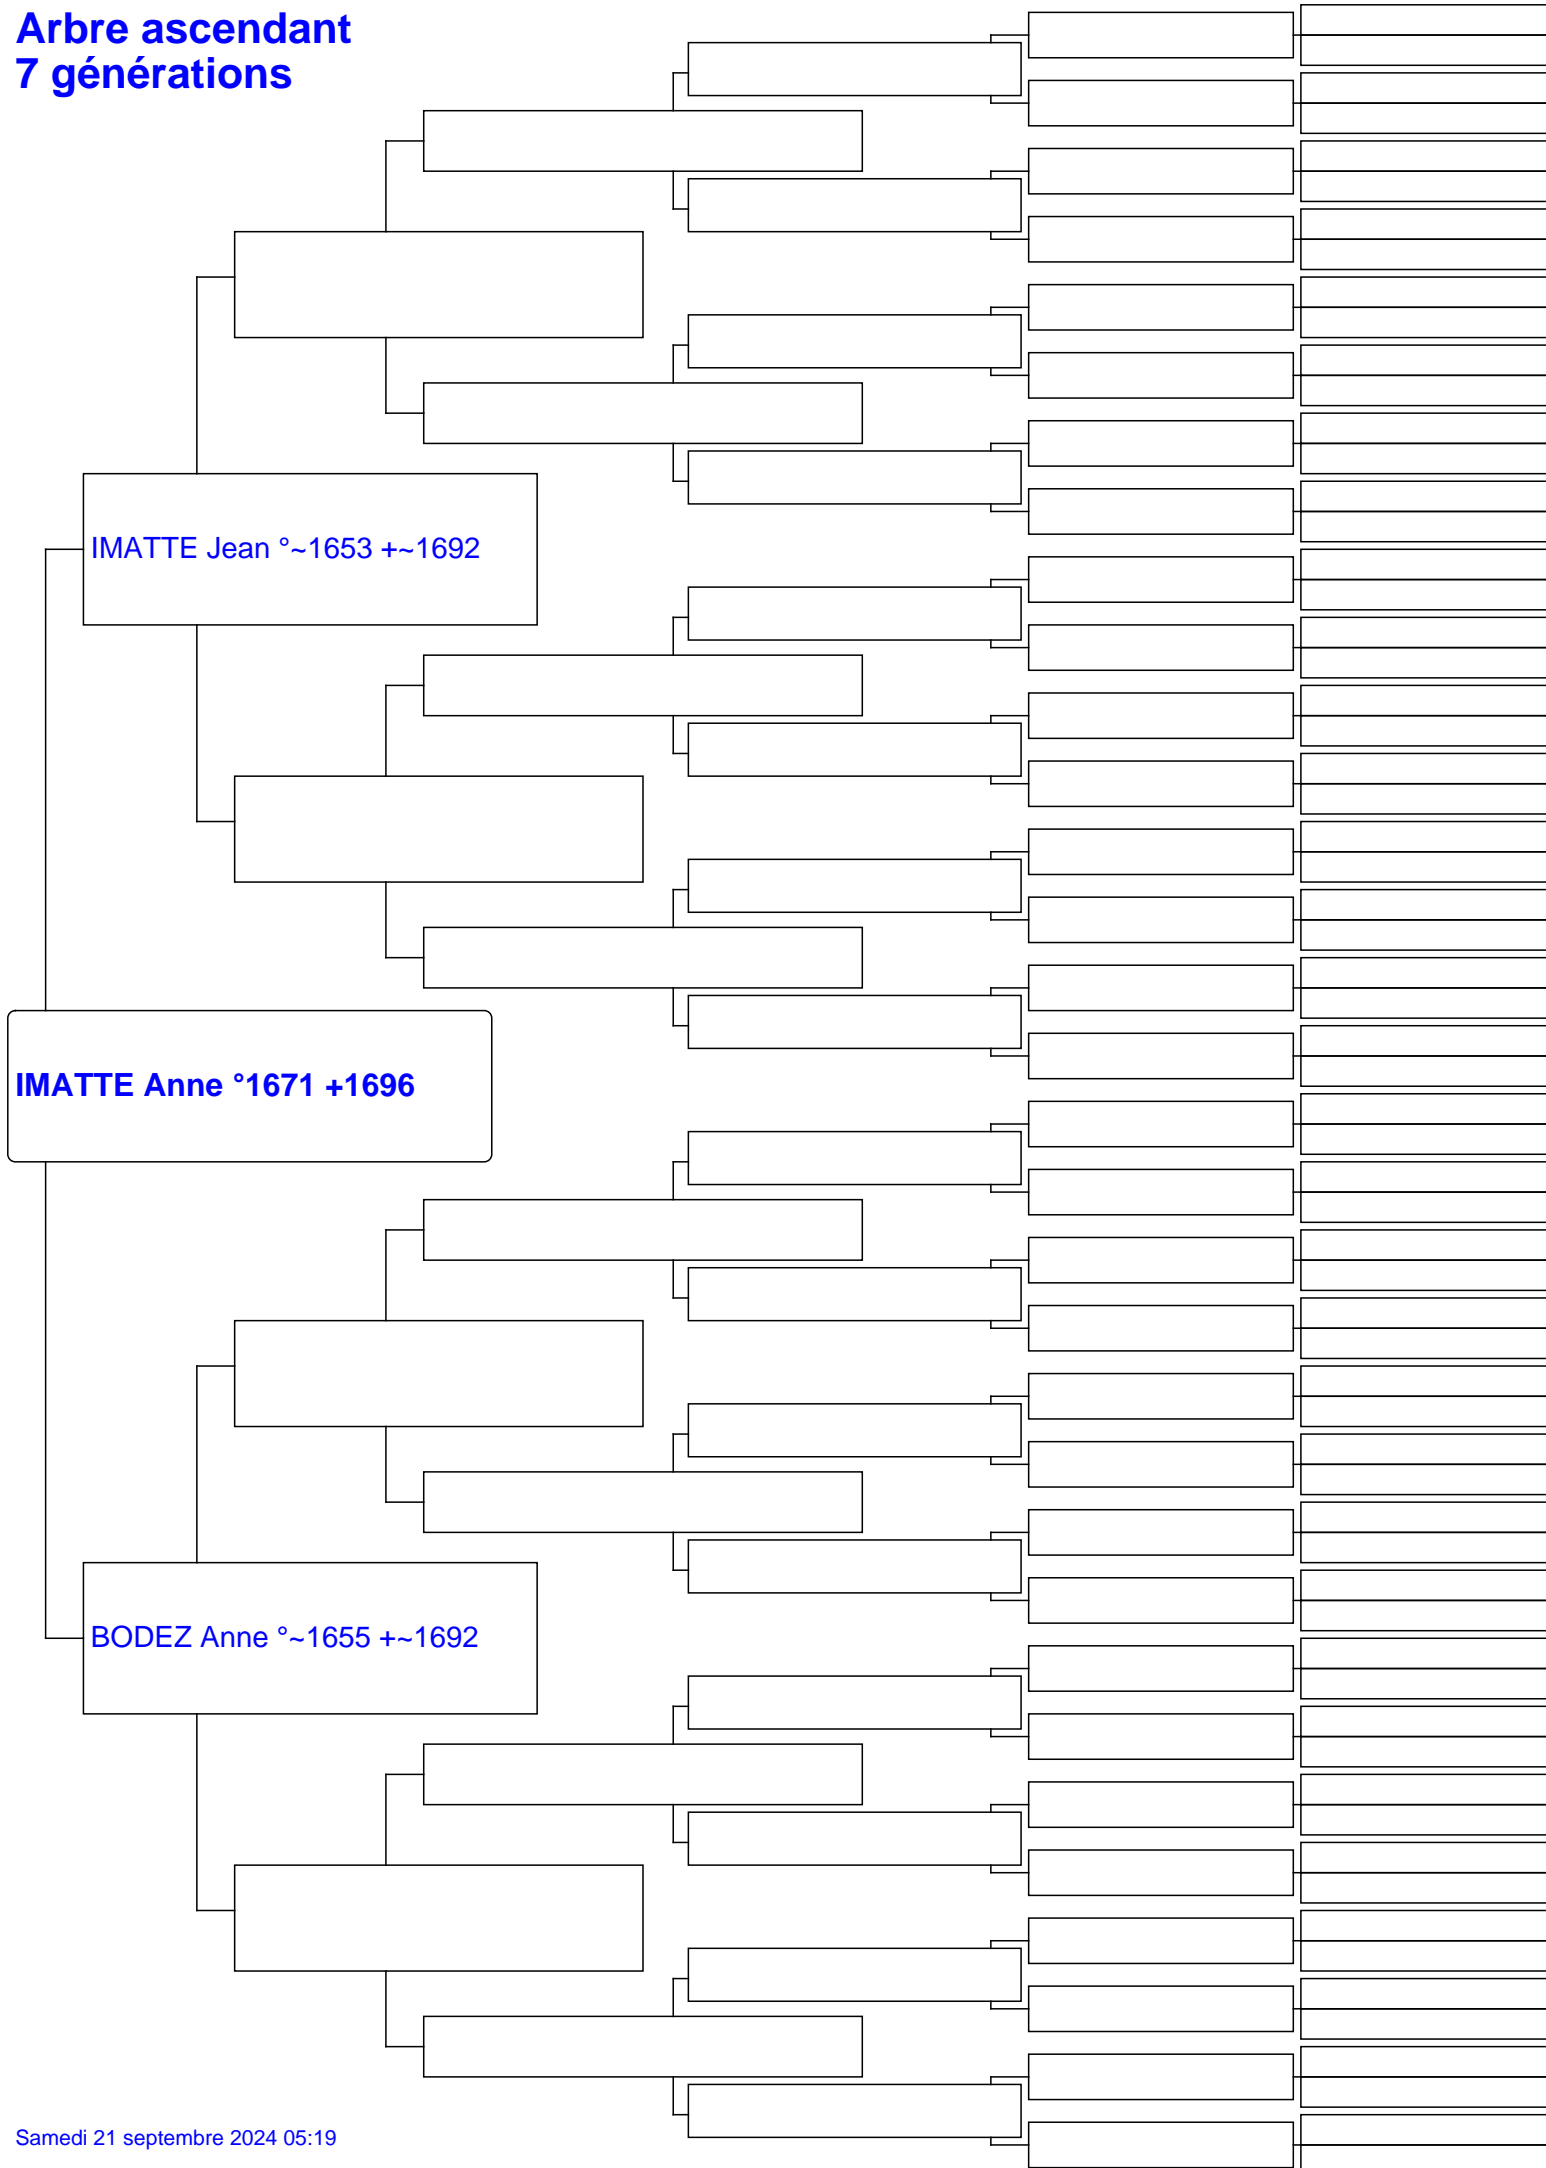 Arbre ascendant
7 générations
IMATTE Jean °~1653 +~1692
IMATTE Anne °1671 +1696
BODEZ Anne °~1655 +~1692
Samedi 21 septembre 2024 05:19